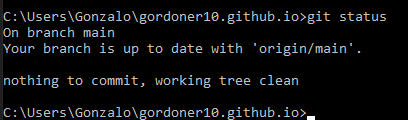 C:\Users\Gonzalo\gordoner10.github.io>git status
On branch main
Your branch is up to date with 'origin/main'.
nothing to commit, working tree clean
C:\Users\Gonzalo\gordoner10.github.io>